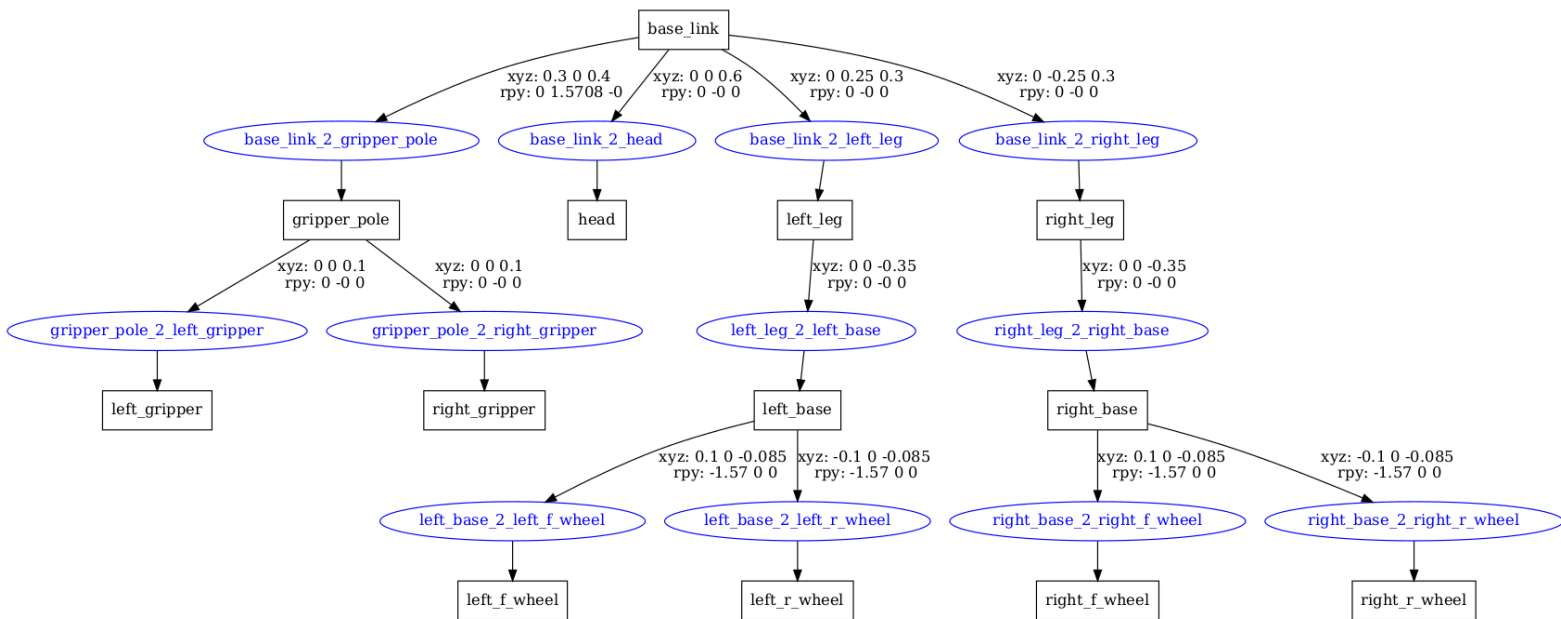 base_link
xyz: 0.3 0 0.4
rpy: 0 1.5708 -0
xyz: 0 0 0.6
rpy: 0 -0 0
xyz: 0 0.25 0.3
rpy: 0 -0 0
xyz: 0 -0.25 0.3
rpy: 0 -0 0
base_link_2_gripper_pole
base_link_2_head
base_link_2_left_leg
base_link_2_right_leg
gripper_pole
head
left_leg
right_leg
xyz: 0 0 0.1
rpy: 0 -0 0
xyz: 0 0 0.1
rpy: 0 -0 0
xyz: 0 0 -0.35
rpy: 0 -0 0
xyz: 0 0 -0.35
rpy: 0 -0 0
gripper_pole_2_left_gripper
gripper_pole_2_right_gripper
left_leg_2_left_base
right_leg_2_right_base
left_gripper
right_gripper
left_base
right_base
xyz: 0.1 0 -0.085
rpy: -1.57 0 0
xyz: -0.1 0 -0.085
rpy: -1.57 0 0
xyz: 0.1 0 -0.085
rpy: -1.57 0 0
xyz: -0.1 0 -0.085
rpy: -1.57 0 0
left_base_2_left_f_wheel
left_base_2_left_r_wheel
right_base_2_right_f_wheel
right_base_2_right_r_wheel
left_f_wheel
left_r_wheel
right_f_wheel
right_r_wheel